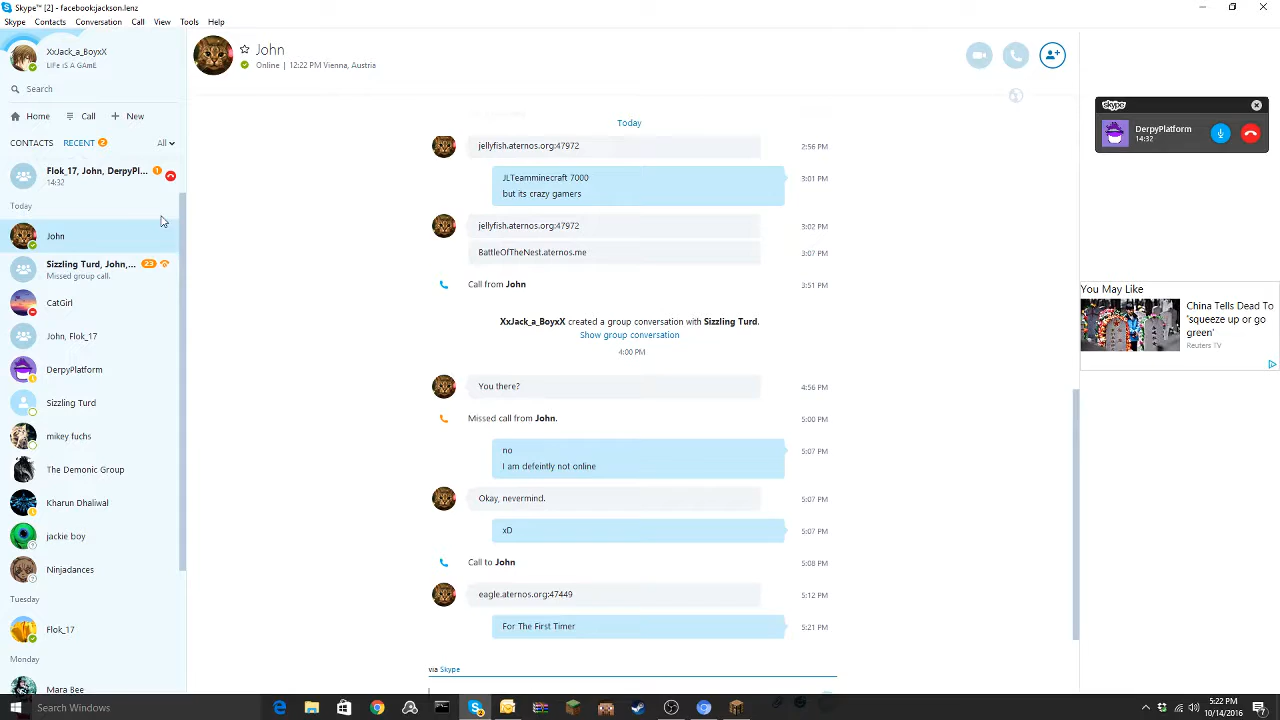 Skype™ [2] - facebookjackson.lenz
Skype Contacts Conversation Call View Tools Help
XxJack_a_BoyxX
LiFe iS A GAmE
Search
Home Call New
CONTACTS RECENT 2 All
Flok_17, John, DerpyPl... 1
14:32
Today
John
Sizzling Turd, John,... 23
Missed group call.
CatGirl
John, Flok_17
DerpyPlatform
Sizzling Turd
mikey fuchs
The Demonic Group
Kharun Dhaliwal
jackie boy
Ninjadances
Tuesday
Flok_17
Monday
Mara Bee
John
Online | 12:22 PM Vienna, Austria
Today
jellyfish.aternos.org:47972 2:56 PM
JLTeamminecraft 7000 3:01 PM
but its crazy gamers
jellyfish.aternos.org:47972 3:02 PM
BattleOfTheNest.aternos.me 3:07 PM
Call from John 3:51 PM
XxJack_a_BoyxX created a group conversation with Sizzling Turd.
Show group conversation
4:00 PM
You there? 4:56 PM
Missed call from John. 5:00 PM
no 5:07 PM
I am defeintly not online
Okay, nevermind. 5:07 PM
xD 5:07 PM
Call to John 5:08 PM
eagle.aternos.org:47449 5:12 PM
For The First Timer 5:21 PM
via Skype
skype
DerpyPlatform
14:32
You May Like
China Tells Dead To
'squeeze up or go
green'
Reuters TV
Search Windows
5:22 PM
10/14/2016